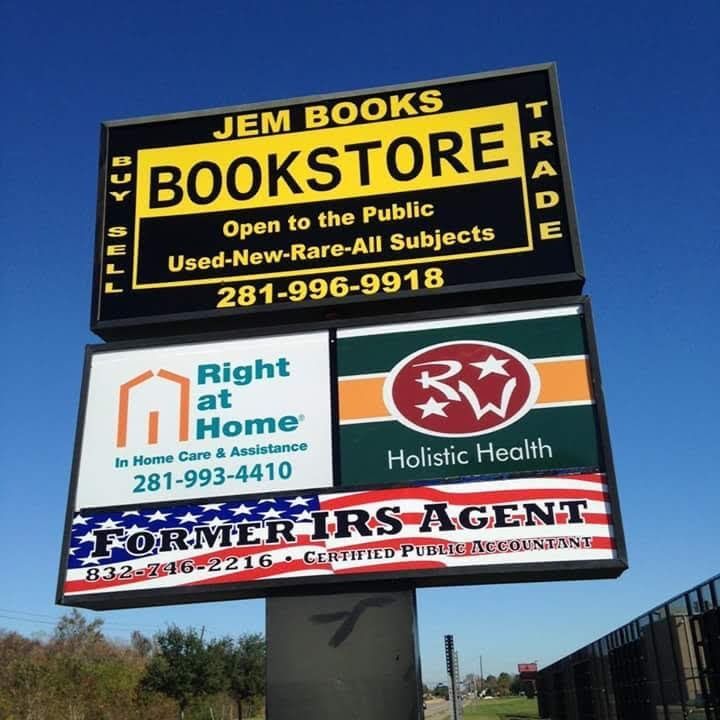 JEM BOOKS
BUY SELL
BOOKSTORE
TRADE
Open to the Public
Used-New-Rare-All Subjects
281-996-9918
Right
at
Home®
In Home Care & Assistance
281-993-4410
RW
Holistic Health
FORMER IRS AGENT
832-746-2216 • CERTIFIED PUBLIC ACCOUNTANT